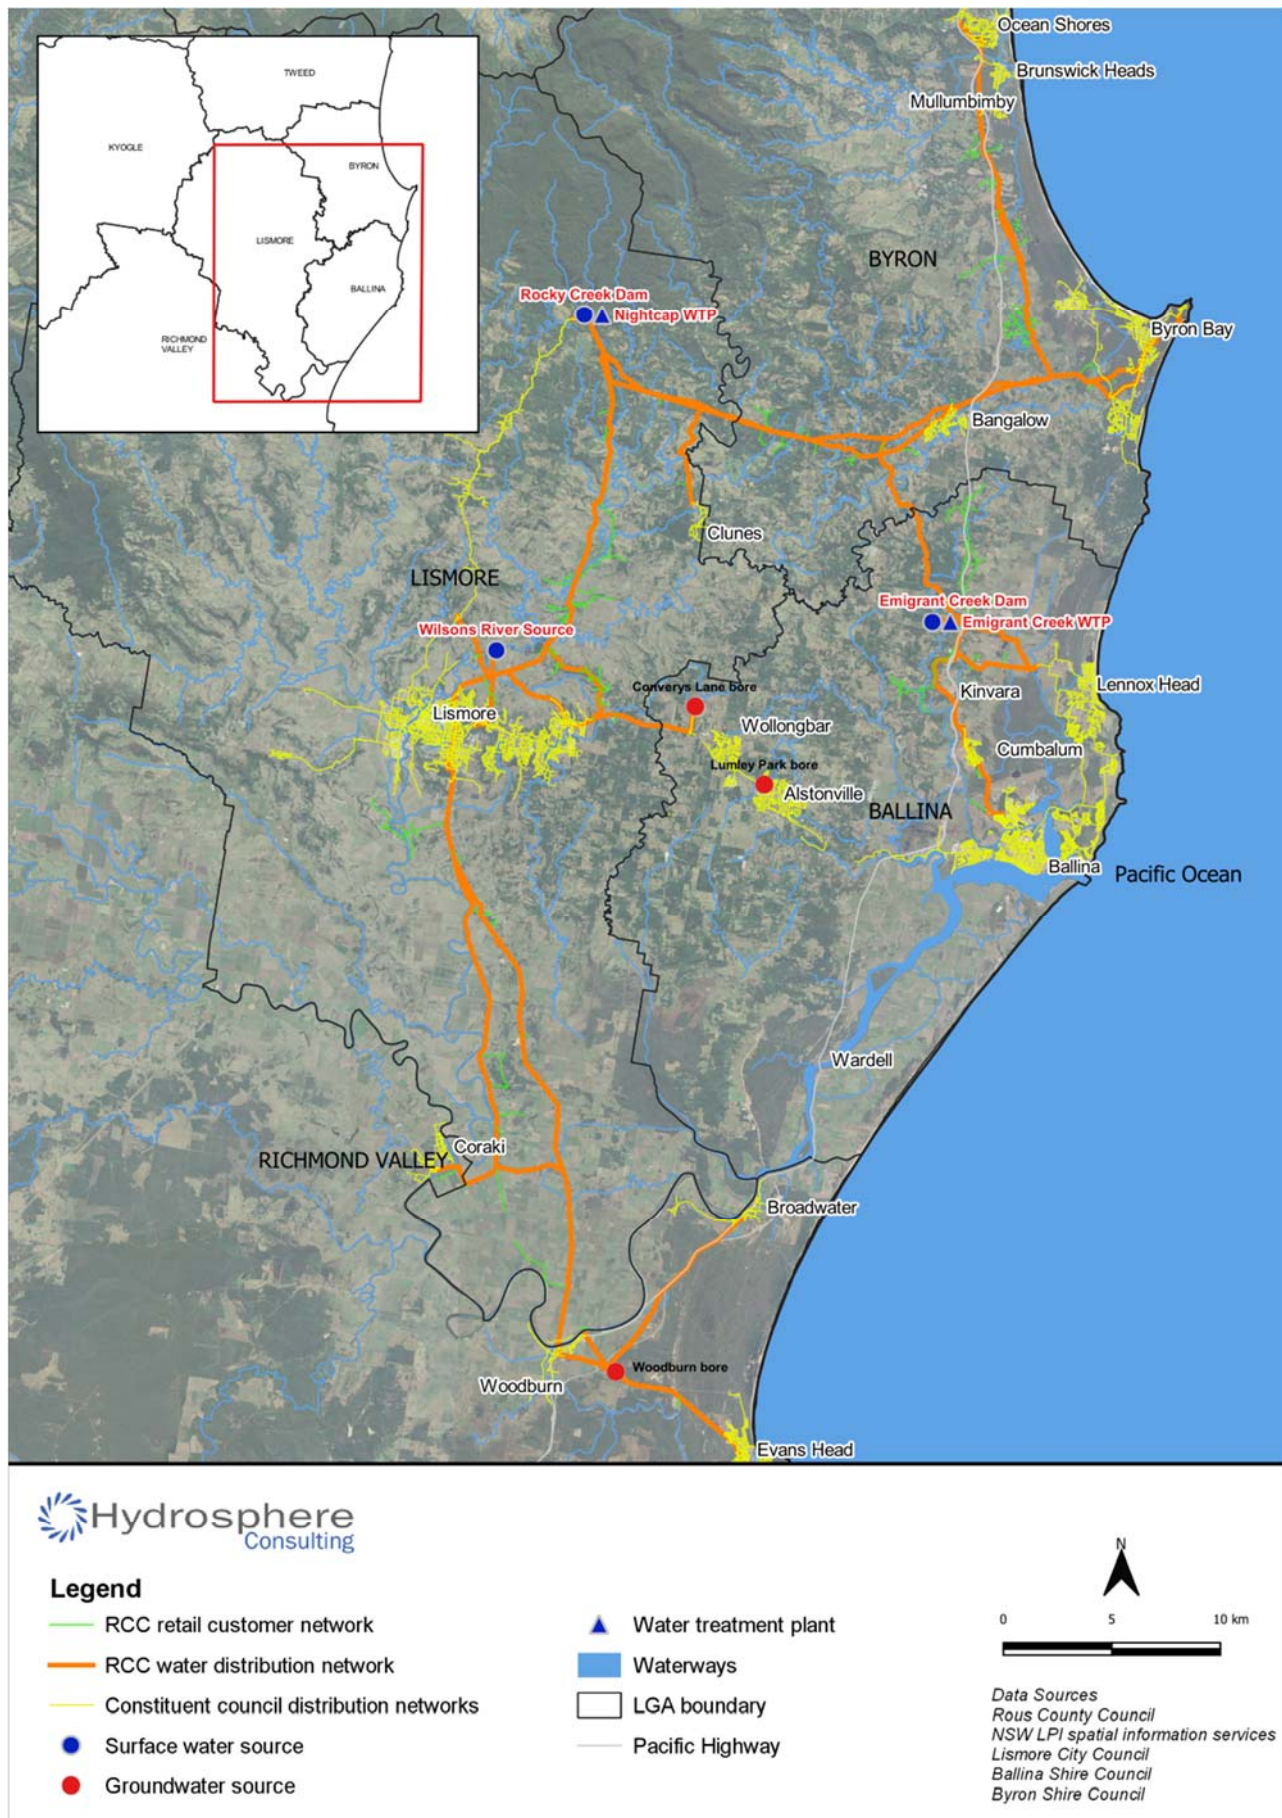 TWEED
KYOGLE
BYRON
LISMORE
BALLINA
RICHMOND
VALLEY
Ocean Shores
Brunswick Heads
Mullumbimby
BYRON
Rocky Creek Dam
Nightcap WTP
Byron Bay
Bangalow
Clunes
LISMORE
Emigrant Creek Dam
Emigrant Creek WTP
Wilsons River Source
Converys Lane bore
Kinvara
Lennox Head
Lismore
Wollongbar
Cumbalum
Lumley Park bore
Alstonville
BALLINA
Ballina
Pacific Ocean
Wardell
Coraki
RICHMOND VALLEY
Broadwater
Woodburn bore
Woodburn
Evans Head
Hydrosphere
Consulting
Legend
RCC retail customer network
RCC water distribution network
Constituent council distribution networks
Surface water source
Groundwater source
Water treatment plant
Waterways
LGA boundary
Pacific Highway
N
0 5 10 km
Data Sources
Rous County Council
NSW LPI spatial information services
Lismore City Council
Ballina Shire Council
Byron Shire Council